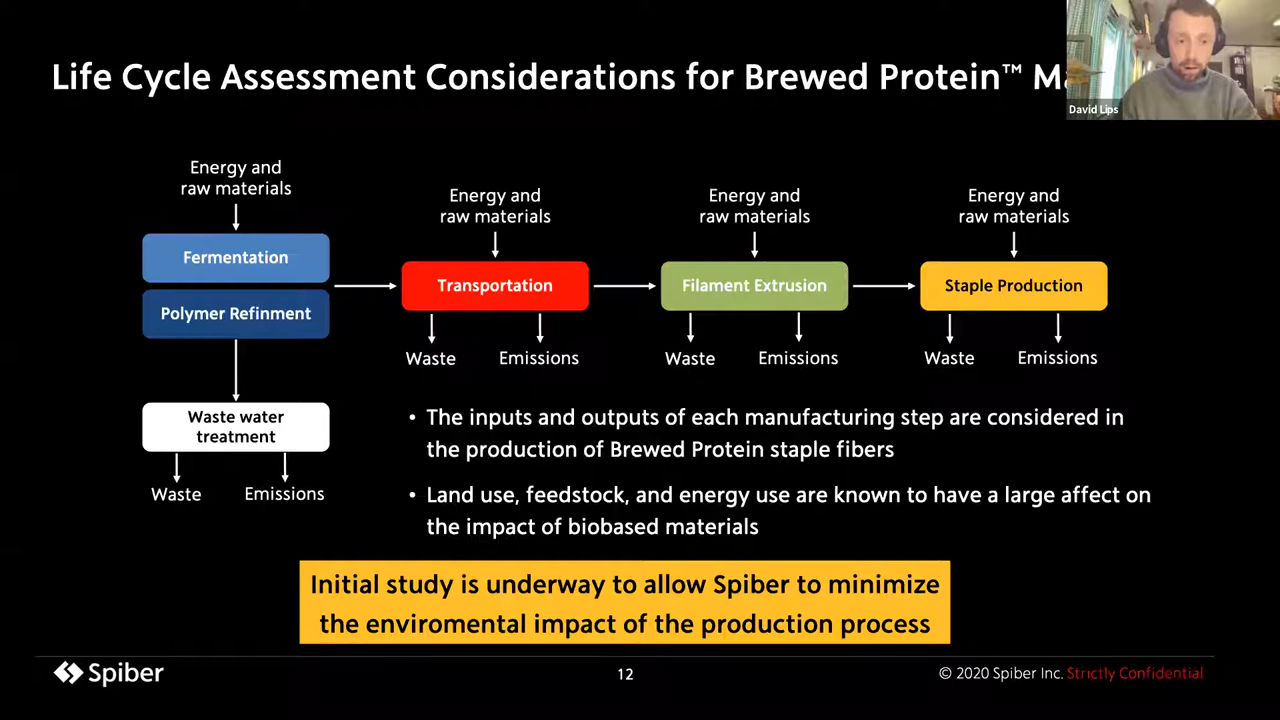 Life Cycle Assessment Considerations for Brewed Protein™
David Lips
Energy and
raw materials
Energy and
raw materials
Energy and
raw materials
Energy and
raw materials
Fermentation
Polymer Refinment
Transportation
Filament Extrusion
Staple Production
Waste
Emissions
Waste
Emissions
Waste
Emissions
Waste water
treatment
Waste
Emissions
• The inputs and outputs of each manufacturing step are considered in
the production of Brewed Protein staple fibers
• Land use, feedstock, and energy use are known to have a large affect on
the impact of biobased materials
Initial study is underway to allow Spiber to minimize
the enviromental impact of the production process
Spiber
12
© 2020 Spiber Inc. Strictly Confidential